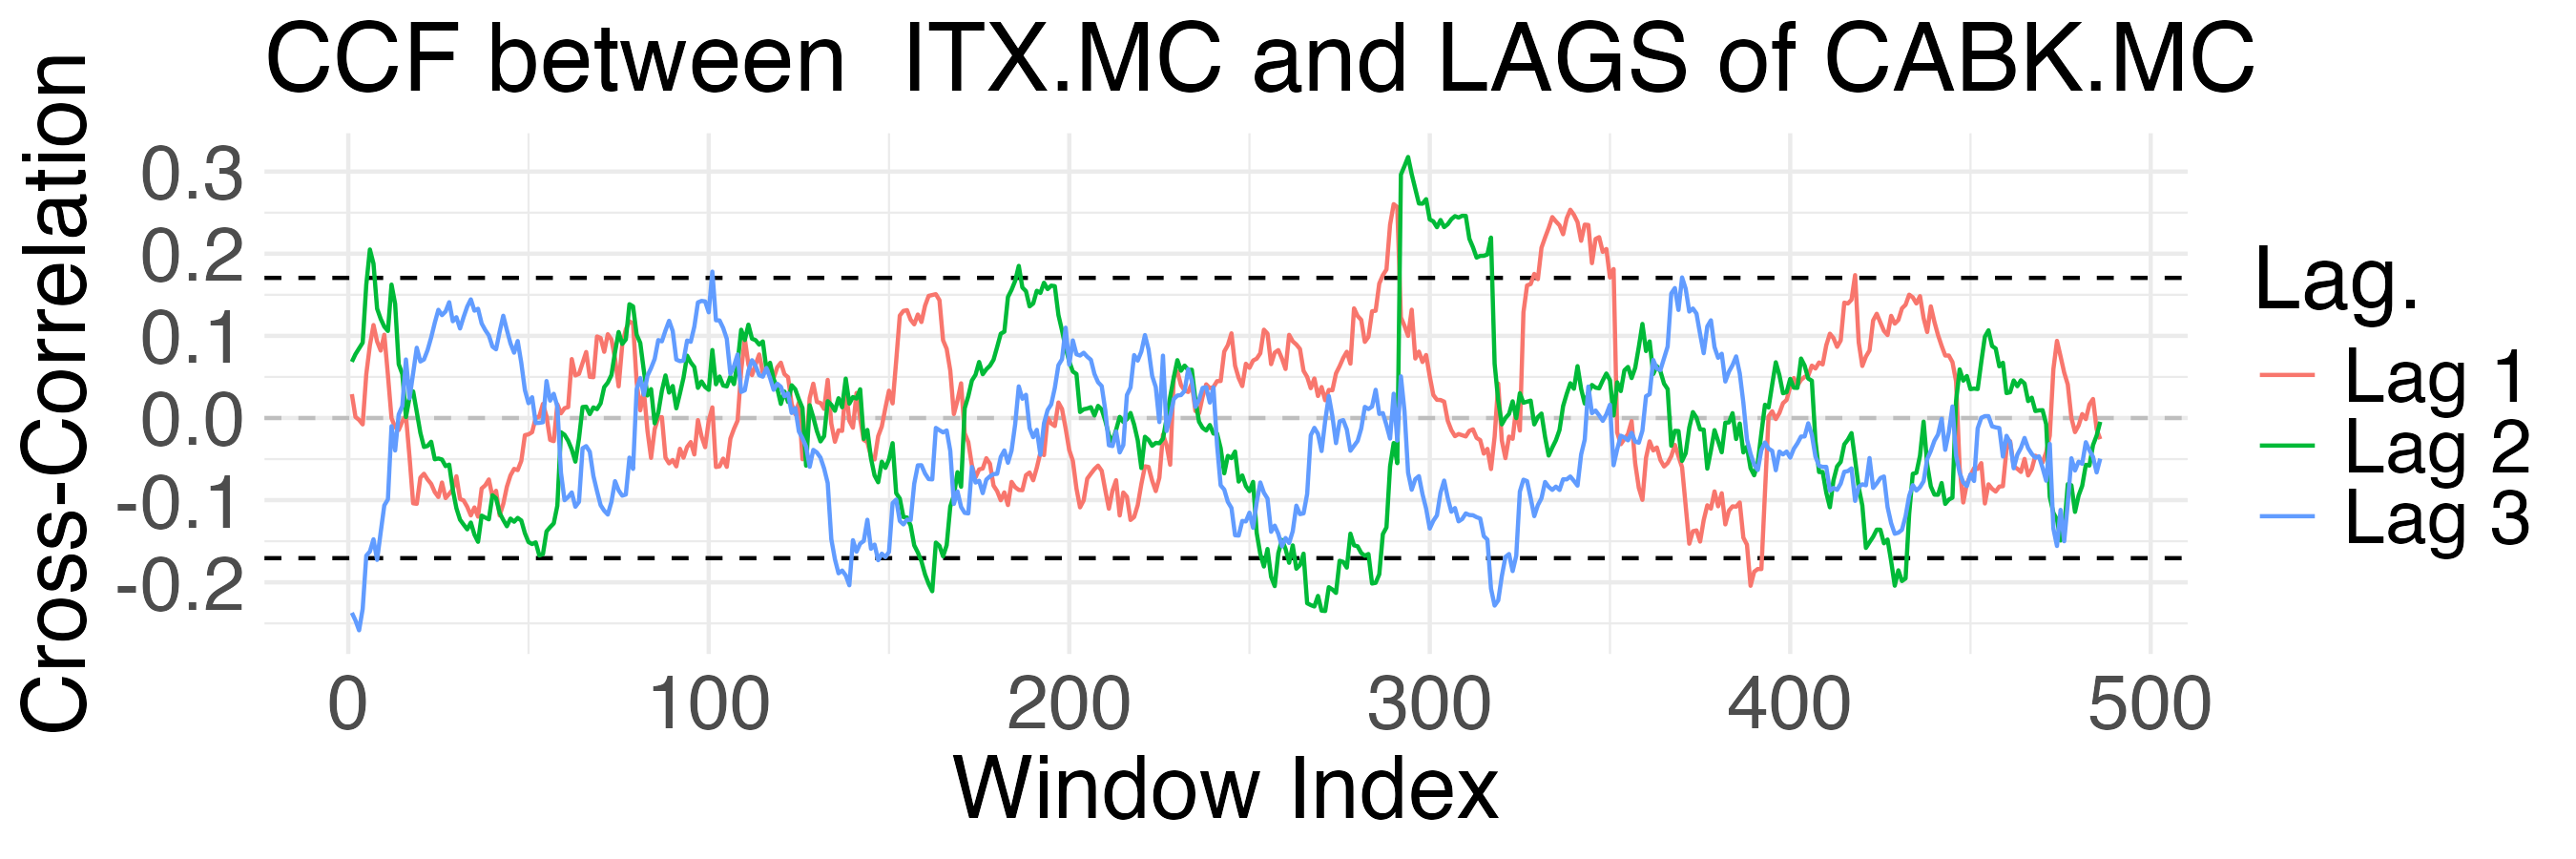 CCF between ITX.MC and LAGS of CABK.MC
Cross-Correlation
0.3
0.2
0.1
0.0
-0.1
-0.2
0 100 200 300 400 500
Window Index
Lag.
Lag 1
Lag 2
Lag 3